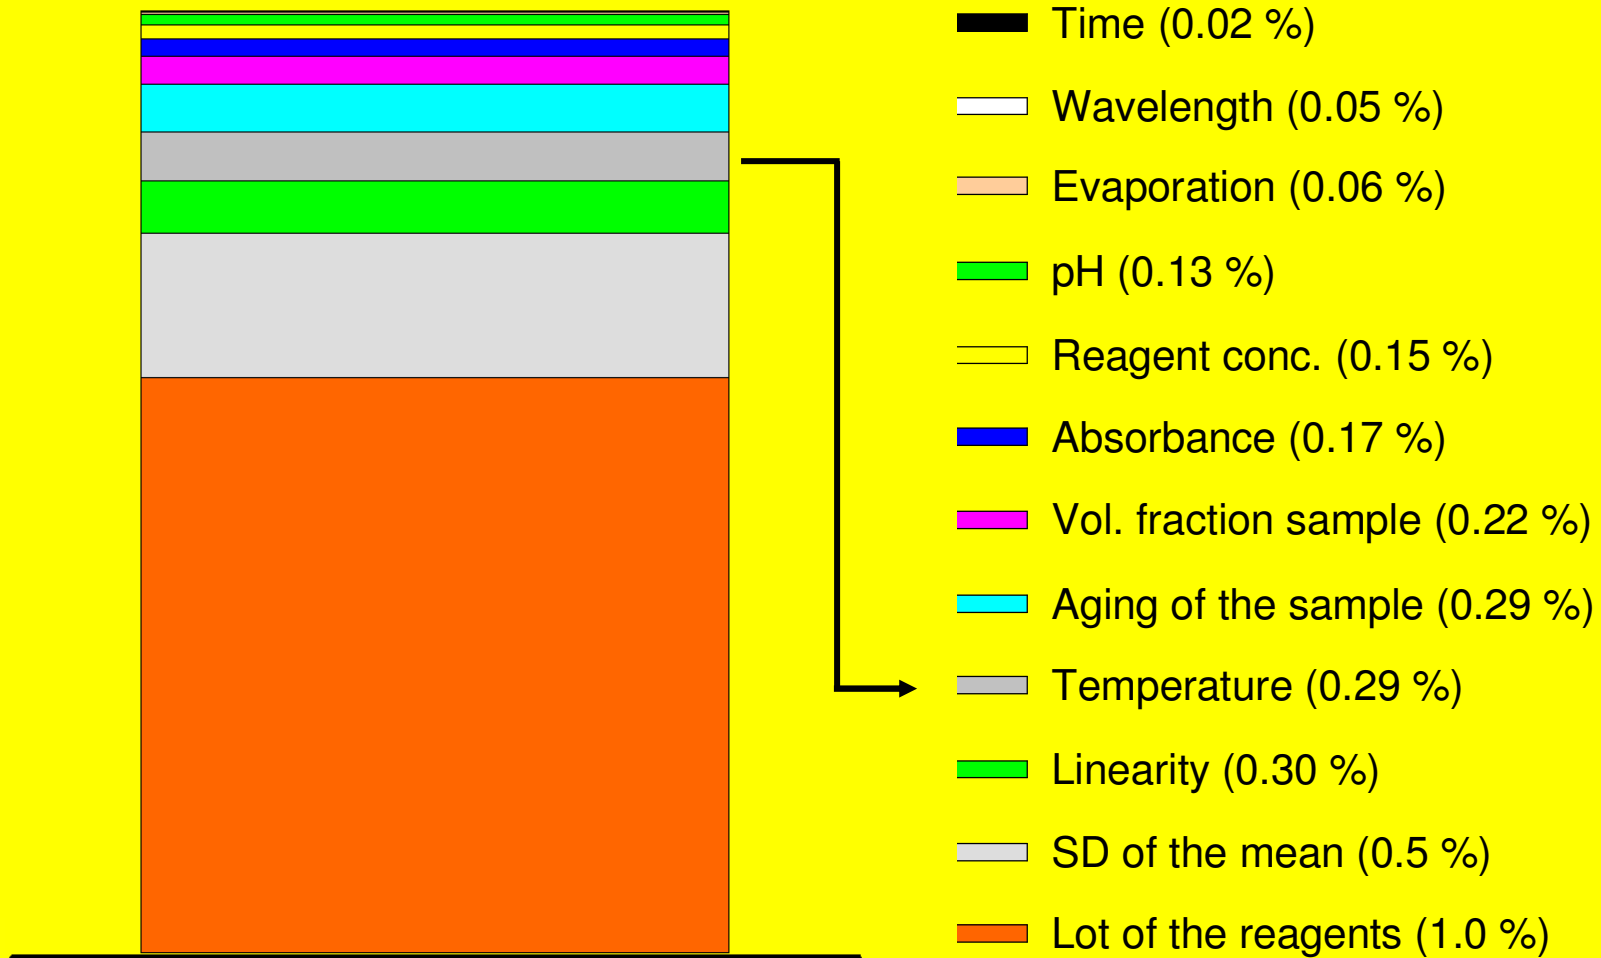 Time (0.02 %)
Wavelength (0.05 %)
Evaporation (0.06 %)
pH (0.13 %)
Reagent conc. (0.15 %)
Absorbance (0.17 %)
Vol. fraction sample (0.22 %)
Aging of the sample (0.29 %)
Temperature (0.29 %)
Linearity (0.30 %)
SD of the mean (0.5 %)
Lot of the reagents (1.0 %)